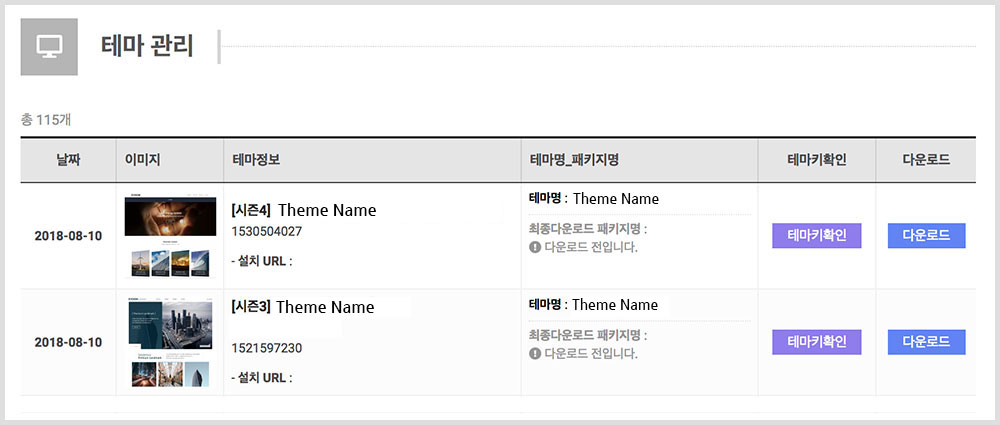 테마 관리
총 115개
날짜 이미지 테마정보 테마명_패키지명 테마키확인 다운로드
2018-08-10
[시즌4] Theme Name
1530504027
- 설치 URL :
테마명 : Theme Name
최종다운로드 패키지명 :
다운로드 전입니다.
테마키확인
다운로드
2018-08-10
[시즌3] Theme Name
1521597230
- 설치 URL :
테마명 : Theme Name
최종다운로드 패키지명 :
다운로드 전입니다.
테마키확인
다운로드